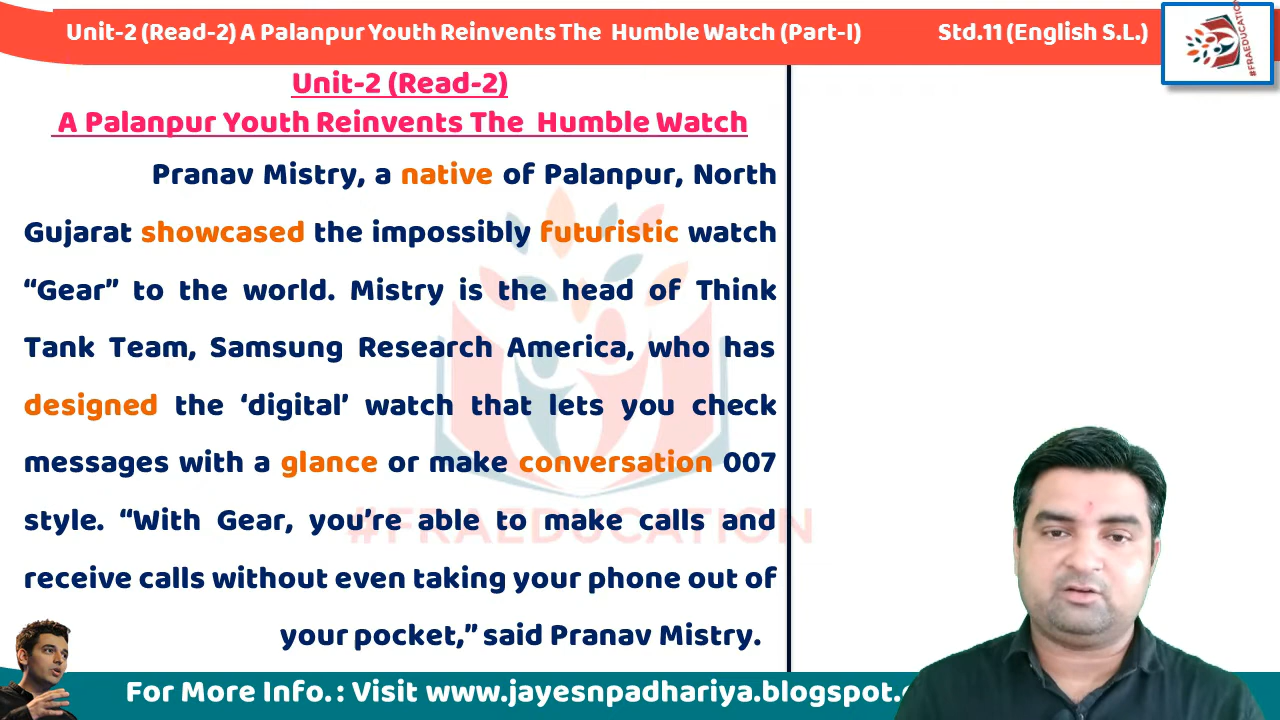 Unit-2 (Read-2) A Palanpur Youth Reinvents The Humble Watch (Part-I) Std.11 (English S.L.)
#FRAEDUCATION
Unit-2 (Read-2)
A Palanpur Youth Reinvents The Humble Watch
Pranav Mistry, a native of Palanpur, North
Gujarat showcased the impossibly futuristic watch
“Gear” to the world. Mistry is the head of Think
Tank Team, Samsung Research America, who has
designed the ‘digital’ watch that lets you check
messages with a glance or make conversation 007
style. “With Gear, you’re able to make calls and
#FRAEDUCATION
receive calls without even taking your phone out of
your pocket,” said Pranav Mistry.
For More Info. : Visit www.jayesnpadhariya.blogspot.